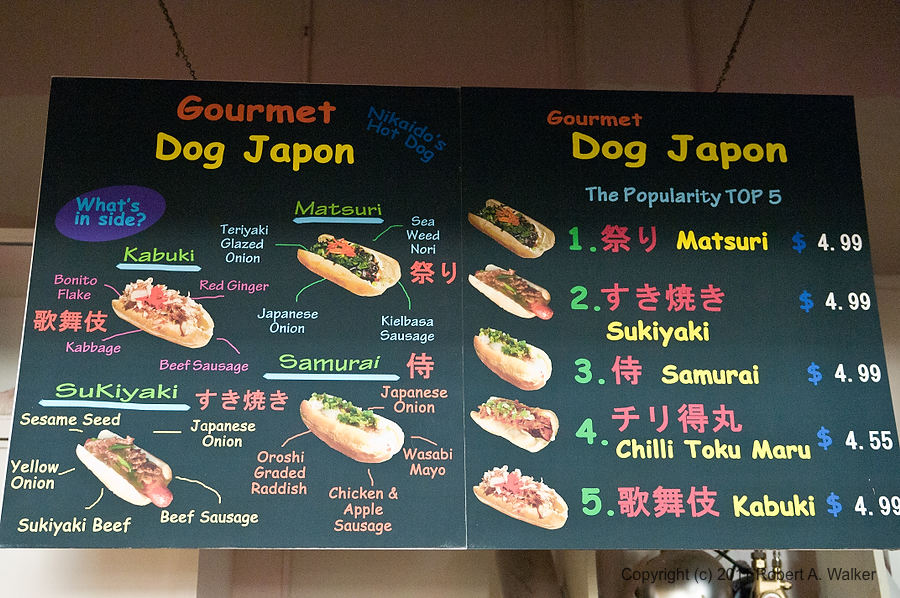 Gourmet
Dog Japon
Nikaido's
Hot Dog
What's
in side?
Kabuki
Bonito
Flake
Red Ginger
歌舞伎
Kabbage
Beef Sausage
Matsuri
Teriyaki
Glazed
Onion
Sea
Weed
Nori
祭り
Japanese
Onion
Kielbasa
Sausage
SuKiyaki
すき焼き
Sesame Seed
Japanese
Onion
Yellow
Onion
Sukiyaki Beef
Beef Sausage
Samurai
侍
Japanese
Onion
Oroshi
Graded
Raddish
Wasabi
Mayo
Chicken &
Apple
Sausage
Gourmet
Dog Japon
The Popularity TOP 5
1. 祭り Matsuri $ 4.99
2. すき焼き $ 4.99
Sukiyaki
3. 侍 Samurai $ 4.99
4. チリ得丸
Chilli Toku Maru $ 4.55
5. 歌舞伎 Kabuki $ 4.99
Copyright (c) Robert A. Walker